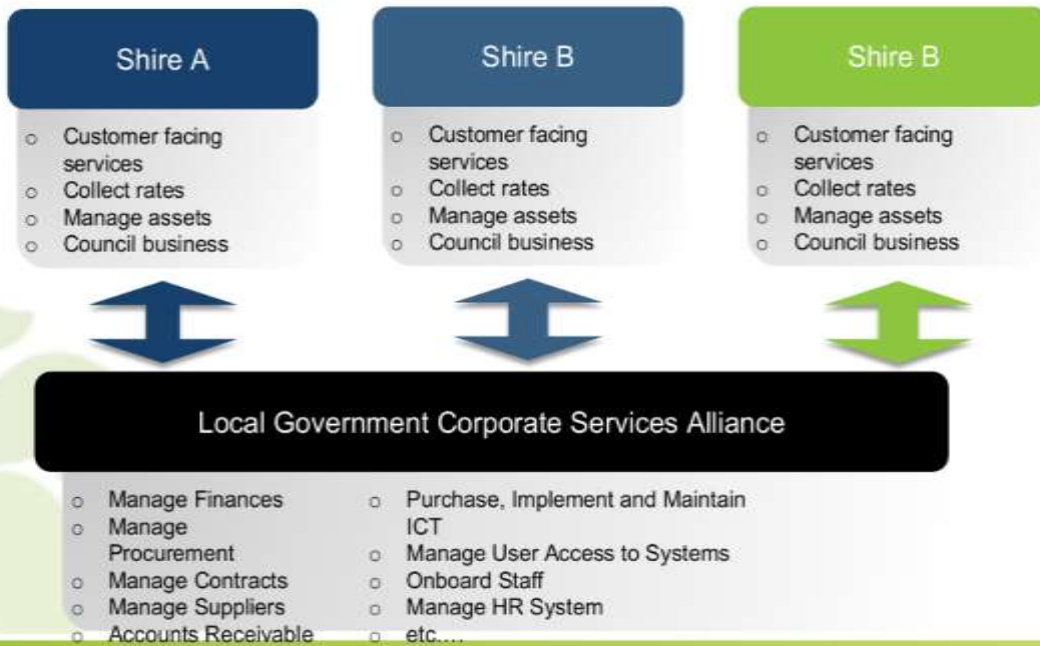 Shire A
○ Customer facing
services
○ Collect rates
○ Manage assets
○ Council business
Shire B
○ Customer facing
services
○ Collect rates
○ Manage assets
○ Council business
Shire B
○ Customer facing
services
○ Collect rates
○ Manage assets
○ Council business
Local Government Corporate Services Alliance
○ Manage Finances
○ Manage
Procurement
○ Manage Contracts
○ Manage Suppliers
○ Accounts Receivable
○ Purchase, Implement and Maintain
ICT
○ Manage User Access to Systems
○ Onboard Staff
○ Manage HR System
○ etc....